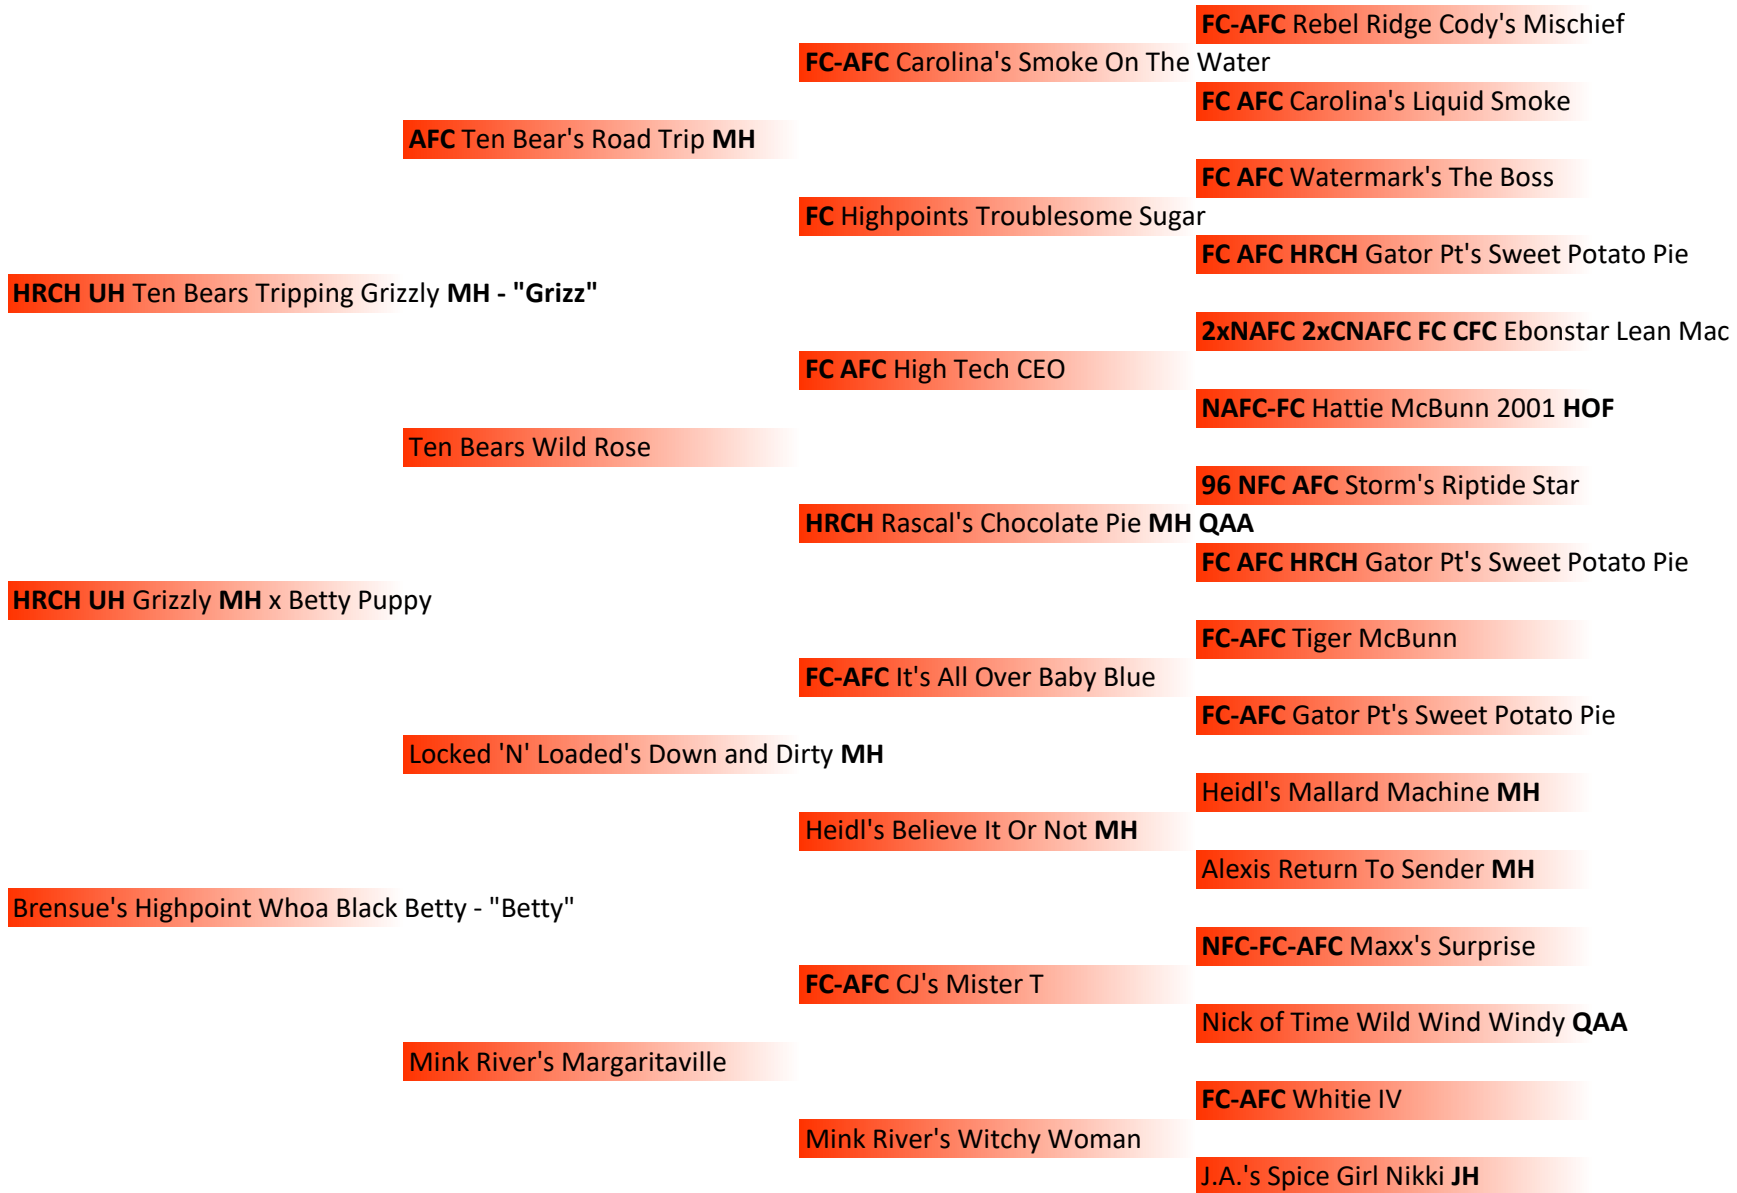 FC-AFC Rebel Ridge Cody's Mischief
FC-AFC Carolina's Smoke On The Water
FC AFC Carolina's Liquid Smoke
AFC Ten Bear's Road Trip MH
FC AFC Watermark's The Boss
FC Highpoints Troublesome Sugar
FC AFC HRCH Gator Pt's Sweet Potato Pie
HRCH UH Ten Bears Tripping Grizzly MH - "Grizz"
2xNAFC 2xCNAFC FC CFC Ebonstar Lean Mac
FC AFC High Tech CEO
NAFC-FC Hattie McBunn 2001 HOF
Ten Bears Wild Rose
96 NFC AFC Storm's Riptide Star
HRCH Rascal's Chocolate Pie MH QAA
FC AFC HRCH Gator Pt's Sweet Potato Pie
HRCH UH Grizzly MH x Betty Puppy
FC-AFC Tiger McBunn
FC-AFC It's All Over Baby Blue
FC-AFC Gator Pt's Sweet Potato Pie
Locked 'N' Loaded's Down and Dirty MH
Heidl's Mallard Machine MH
Heidl's Believe It Or Not MH
Alexis Return To Sender MH
Brensue's Highpoint Whoa Black Betty - "Betty"
NFC-FC-AFC Maxx's Surprise
FC-AFC CJ's Mister T
Nick of Time Wild Wind Windy QAA
Mink River's Margaritaville
FC-AFC Whitie IV
Mink River's Witchy Woman
J.A.'s Spice Girl Nikki JH